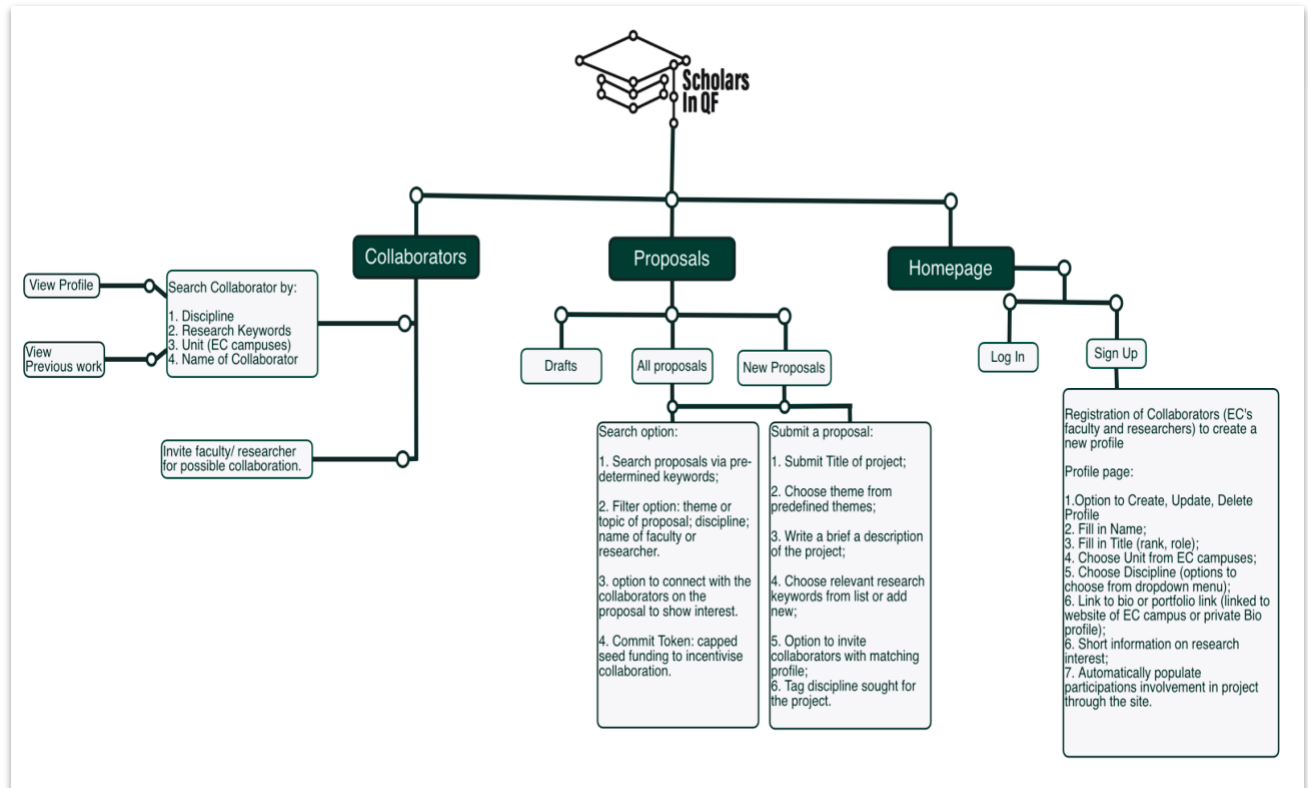 Scholars
In QF
Collaborators
Proposals
Homepage
View Profile
View
Previous work
Search Collaborator by:
1. Discipline
2. Research Keywords
3. Unit (EC campuses)
4. Name of Collaborator
Invite faculty/ researcher
for possible collaboration.
Drafts
All proposals
New Proposals
Search option:
1. Search proposals via pre-
determined keywords;
2. Filter option: theme or
topic of proposal; discipline;
name of faculty or
researcher.
3. option to connect with the
collaborators on the
proposal to show interest.
4. Commit Token: capped
seed funding to incentivise
collaboration.
Submit a proposal:
1. Submit Title of project;
2. Choose theme from
predefined themes;
3. Write a brief a description
of the project;
4. Choose relevant research
keywords from list or add
new;
5. Option to invite
collaborators with matching
profile;
6. Tag discipline sought for
the project.
Log In
Sign Up
Registration of Collaborators (EC's
faculty and researchers) to create a
new profile
Profile page:
1.Option to Create, Update, Delete
Profile
2. Fill in Name;
3. Fill in Title (rank, role);
4. Choose Unit from EC campuses;
5. Choose Discipline (options to
choose from dropdown menu);
6. Link to bio or portfolio link (linked to
website of EC campus or private Bio
profile);
6. Short information on research
interest;
7. Automatically populate
participations involvement in project
through the site.